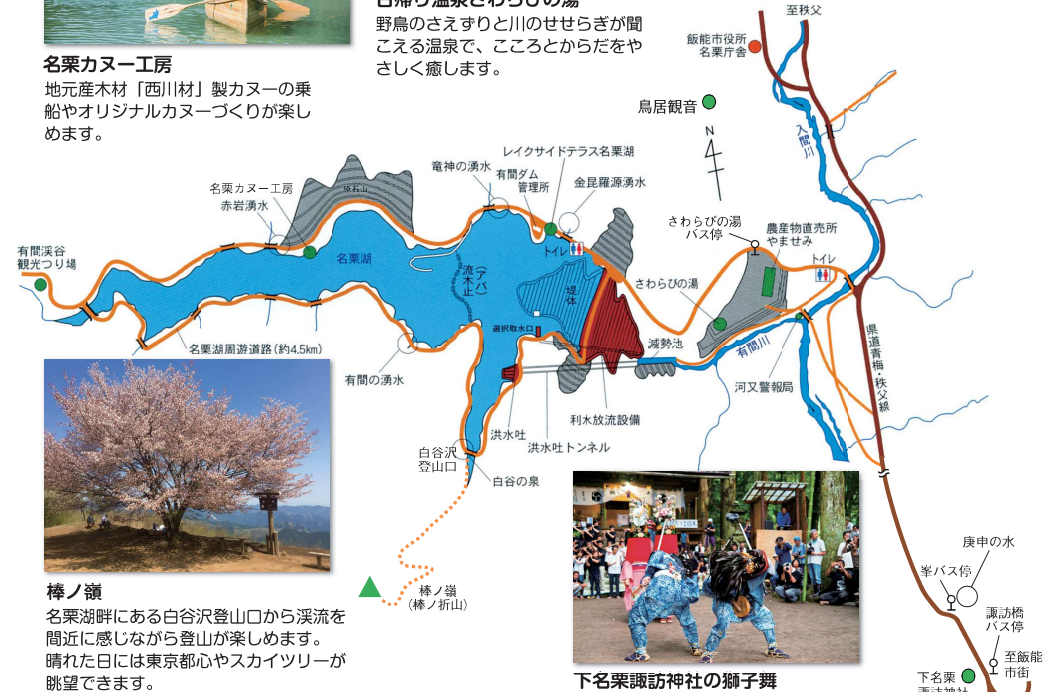 日帰り温泉さわらびの湯
野鳥のさえずりと川のせせらぎが聞
こえる温泉で、こころとからだをや
さしく癒します。
名栗カヌー工房
地元産木材「西川材」製カヌーの乗
船やオリジナルカヌーづくりが楽し
めます。
至秩父
飯能市役所
名栗庁舎
鳥居観音
N
入間川
レイクサイドテラス名栗湖
竜神の湧水
有間ダム
管理所
金昆羅源湧水
名栗カヌー工房
赤岩湧水
原石山
さわらびの湯
バス停
農産物直売所
やませみ
トイレ
有間渓谷
観光つり場
名栗湖
流木止
(アバ)
堤体
トイレ
さわらびの湯
選択取水口
減勢池
有間川
県道青梅・秩父線
名栗湖周遊道路(約4.5km)
有間の湧水
河又警報局
利水放流設備
洪水吐
洪水吐トンネル
白谷沢
登山口
白谷の泉
棒ノ嶺
(棒ノ折山)
庚申の水
峯バス停
諏訪橋
バス停
至飯能
市街
下名栗
諏訪神社
棒ノ嶺
名栗湖畔にある白谷沢登山口から渓流を
間近に感じながら登山が楽しめます。
晴れた日には東京都心やスカイツリーが
眺望できます。
下名栗諏訪神社の獅子舞